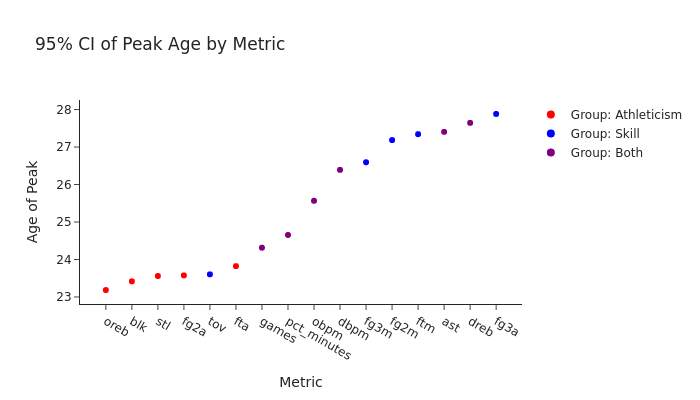 95% CI of Peak Age by Metric
Group: Athleticism
Group: Skill
Group: Both
Age of Peak
28
27
26
25
24
23
oreb
blk
stl
fg2a
tov
fta
games
pct_minutes
obpm
dbpm
fg3m
fg2m
ftm
ast
dreb
fg3a
Metric